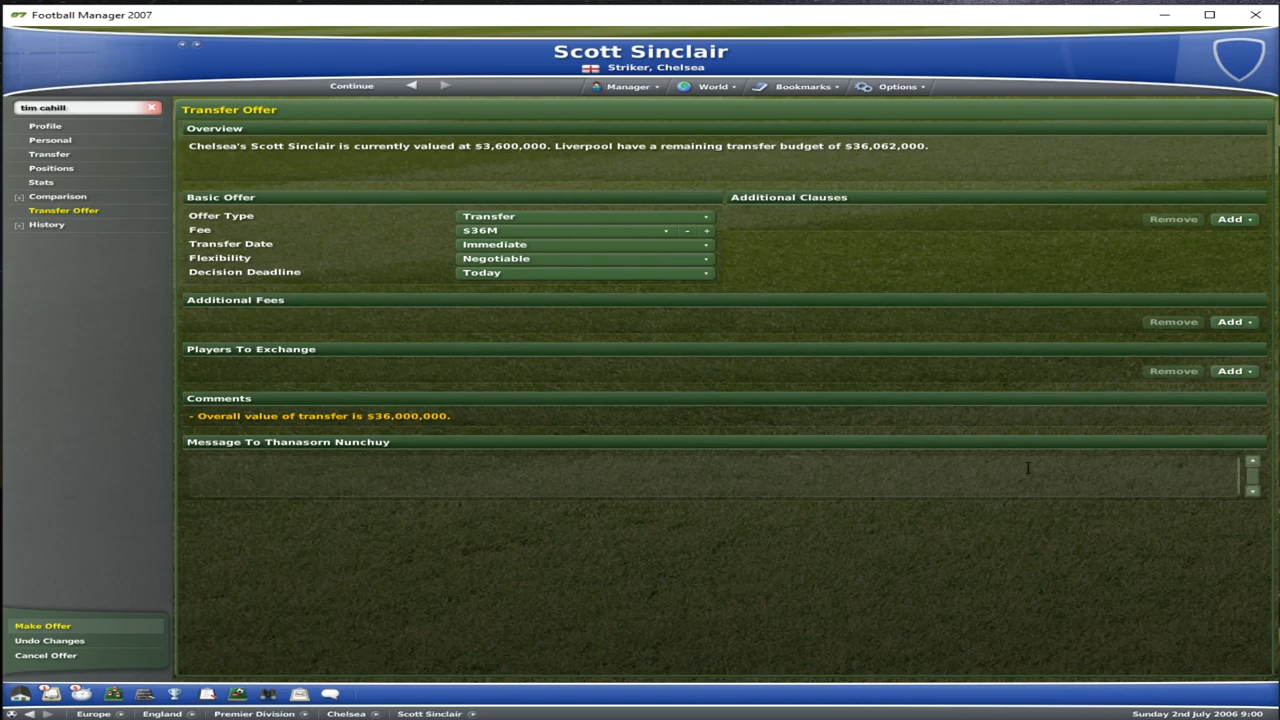 Football Manager 2007
Scott Sinclair
Striker, Chelsea
Continue
Manager
World
Bookmarks
Options
tim cahill
Profile
Personal
Transfer
Positions
Stats
Comparison
Transfer Offer
History
Transfer Offer
Overview
Chelsea's Scott Sinclair is currently valued at $3,600,000. Liverpool have a remaining transfer budget of $36,062,000.
Basic Offer
Additional Clauses
Offer Type Transfer
Remove Add
Fee $36M - +
Transfer Date Immediate
Flexibility Negotiable
Decision Deadline Today
Additional Fees
Remove Add
Players To Exchange
Remove Add
Comments
- Overall value of transfer is $36,000,000.
Message To Thanasorn Nunchuy
Make Offer
Undo Changes
Cancel Offer
Europe England Premier Division Chelsea Scott Sinclair
Sunday 2nd July 2006 9:00